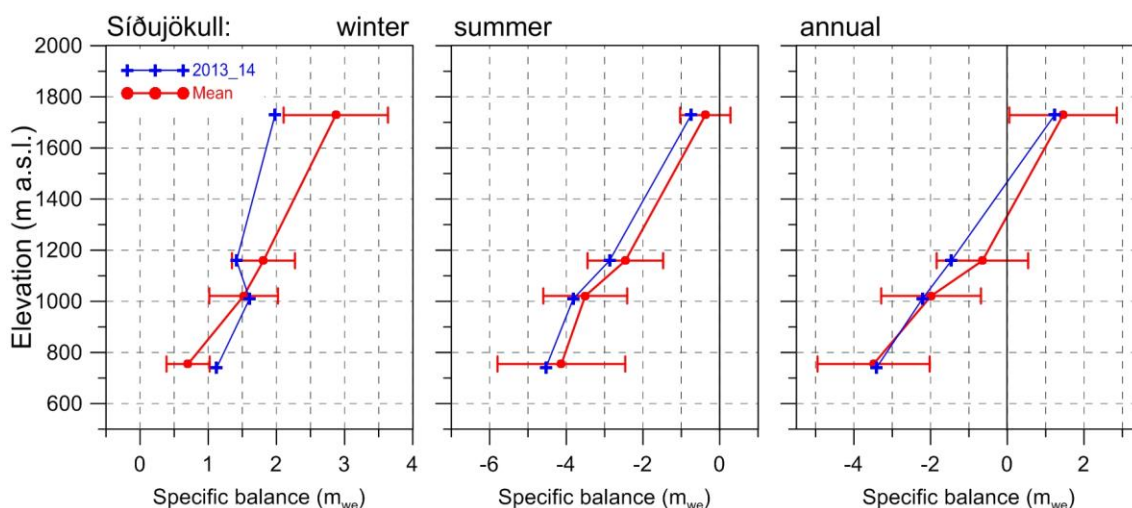 Síðujökull: winter summer annual
2000
1800
1600
1400
1200
1000
800
600
Elevation (m a.s.l.)
2013_14
Mean
0 1 2 3 4
-6 -4 -2 0
-4 -2 0 2
Specific balance (mwe) Specific balance (mwe) Specific balance (mwe)